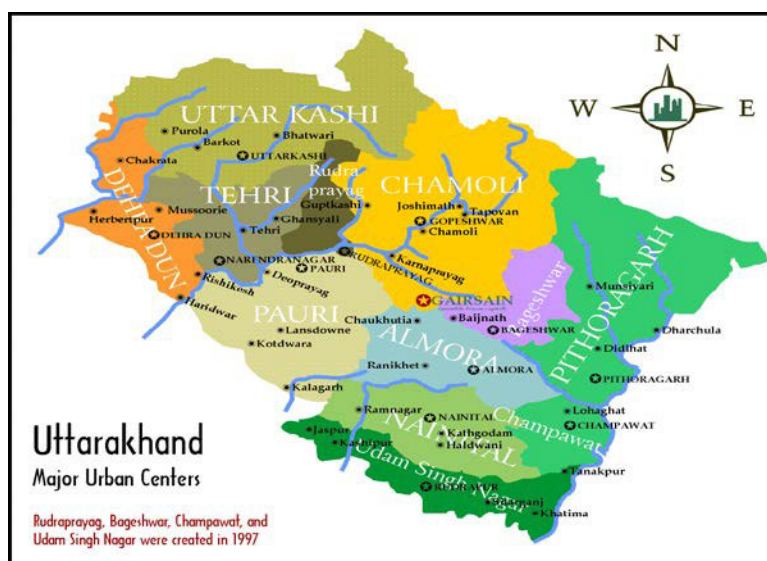 N
W
E
S
UTTAR KASHI
Purola
Barkot
Bhatwari
UTTARKASHI
Chakrata
DEHRA DUN
Herbertpur
Mussoorie
DEHRA DUN
TEHRI
Ghansyali
Tehri
NARENDRANAGAR
Rudra
prayag
Guptkashi
RUDRAPRAYAG
CHAMOLI
Joshimath
Tapovan
GOPESHWAR
Chamoli
Karnaprayag
GAIRSAIN
PAURI
Deoprayag
Rishikesh
Haridwar
PAURI
Lansdowne
Kotdwara
Kalagarh
Chaukhutia
ALMORA
Ranikhet
ALMORA
Bageshwar
Baijnath
BAGESHWAR
PITHORAGARH
Munsiyari
Dharchula
Didihat
PITHORAGARH
Lohaghat
CHAMPAWAT
Champawat
Tanakpur
Ramnagar
NAINITAL
NAINITAL
Kathgodam
Haldwani
Jaspur
Kashipur
Udam Singh Nagar
RUDRAPUR
Khatima
Uttarakhand
Major Urban Centers
Rudraprayag, Bageshwar, Champawat, and
Udam Singh Nagar were created in 1997